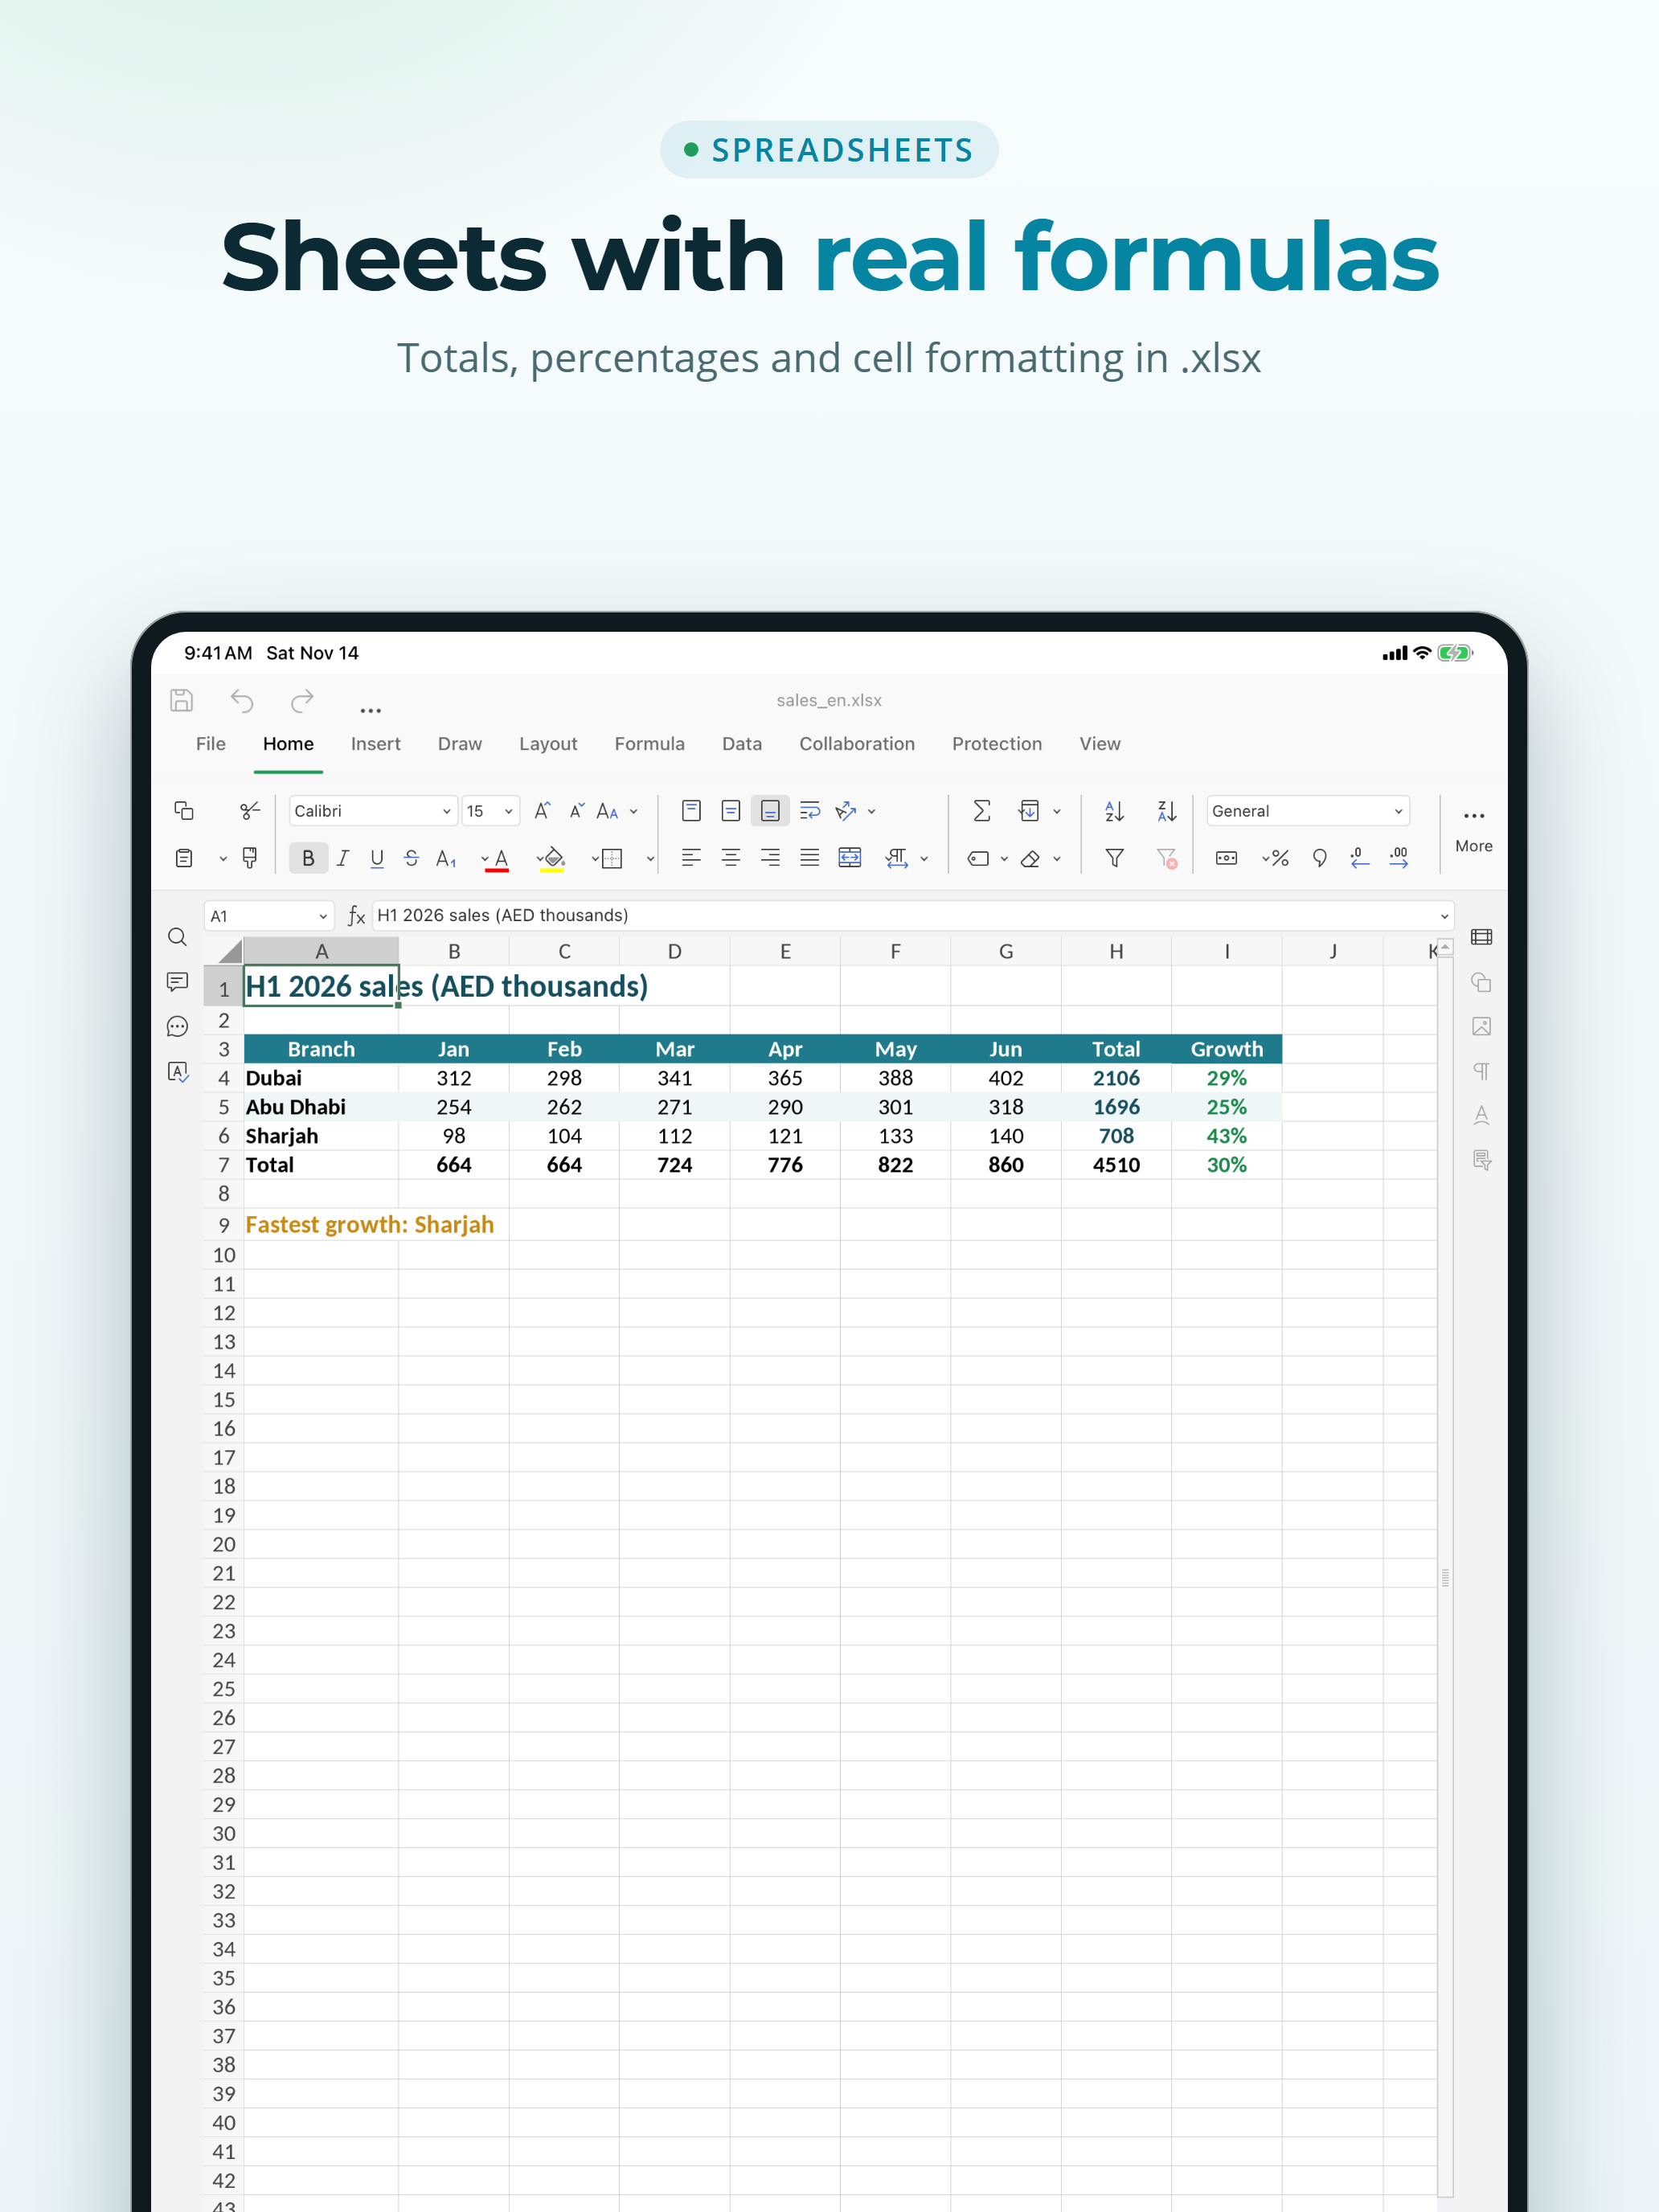 SPREADSHEETS
Sheets with real formulas
Totals, percentages and cell formatting in .xlsx
9:41 AM Sat Nov 14
sales_en.xlsx
File Home Insert Draw Layout Formula Data Collaboration Protection View
Calibri 15 General
More
A1 fx H1 2026 sales (AED thousands)
A B C D E F G H I J K
1 H1 2026 sales (AED thousands)
2
3 Branch Jan Feb Mar Apr May Jun Total Growth
4 Dubai 312 298 341 365 388 402 2106 29%
5 Abu Dhabi 254 262 271 290 301 318 1696 25%
6 Sharjah 98 104 112 121 133 140 708 43%
7 Total 664 664 724 776 822 860 4510 30%
8
9 Fastest growth: Sharjah
10
11
12
13
14
15
16
17
18
19
20
21
22
23
24
25
26
27
28
29
30
31
32
33
34
35
36
37
38
39
40
41
42
43